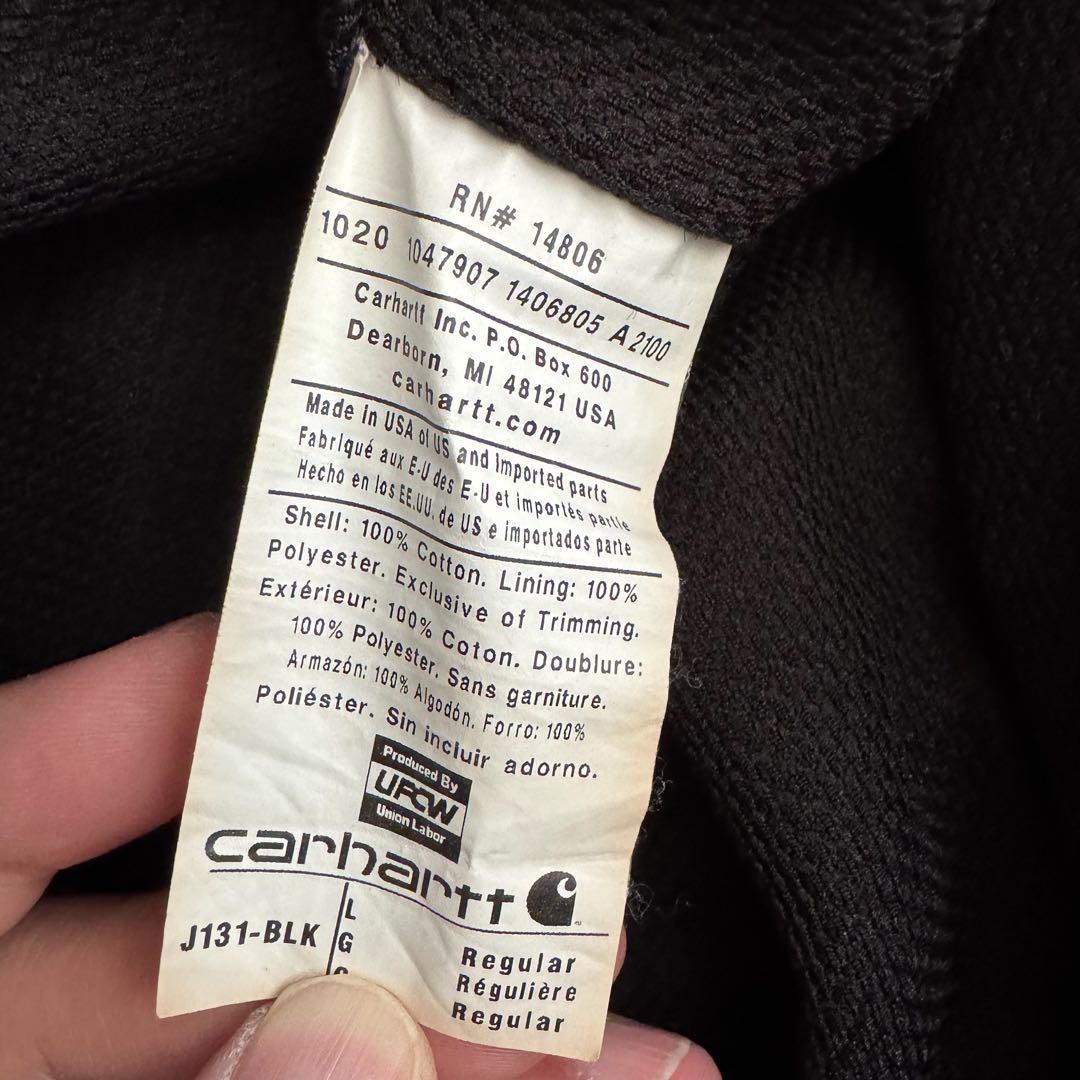 RN# 14806
1020 1047907 1406805 A2100
Carhartt Inc. P.O. Box 600
Dearborn, MI 48121 USA
carhartt.com
Made in USA of US and Imported parts
Fabriqué aux E-U des E-U et importés partie
Hecho en los EE.UU. de US e importados parte
Shell: 100% Cotton. Lining: 100%
Polyester. Exclusive of Trimming.
Extérieur: 100% Coton. Doublure:
100% Polyester. Sans garniture.
Armazón: 100% Algodón. Forro: 100%
Poliéster. Sin incluir adorno.
Produced By
UFCW
Union Labor
carhartt
J131-BLK
L Regular
G Régulière
Regular